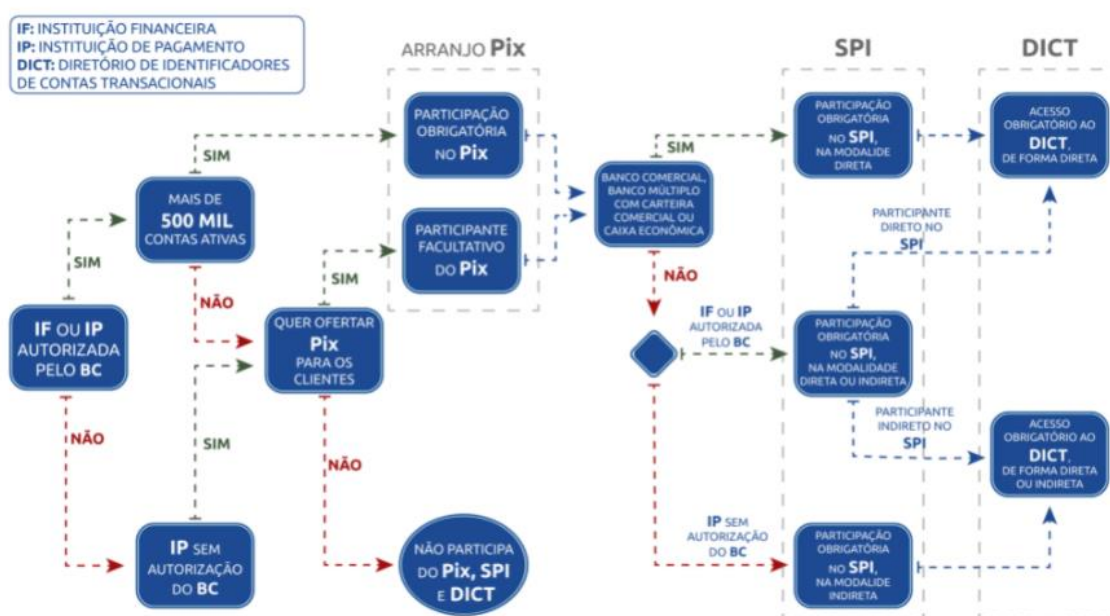 IF: INSTITUIÇÃO FINANCEIRA
IP: INSTITUIÇÃO DE PAGAMENTO
DICT: DIRETÓRIO DE IDENTIFICADORES
DE CONTAS TRANSACIONAIS
ARRANJO Pix
SPI
DICT
IF OU IP
AUTORIZADA
PELO BC
SIM
NÃO
MAIS DE
500 MIL
CONTAS ATIVAS
SIM
NÃO
IP SEM
AUTORIZAÇÃO
DO BC
SIM
QUER OFERTAR
Pix
PARA OS
CLIENTES
SIM
NÃO
NÃO PARTICIPA
DO Pix, SPI
E DICT
PARTICIPAÇÃO
OBRIGATÓRIA
NO Pix
PARTICIPANTE
FACULTATIVO
DO Pix
BANCO COMERCIAL,
BANCO MÚLTIPLO
COM CARTEIRA
COMERCIAL OU
CAIXA ECONÔMICA
SIM
NÃO
IF OU IP
AUTORIZADA
PELO BC
IP SEM
AUTORIZAÇÃO
DO BC
PARTICIPAÇÃO
OBRIGATÓRIA
NO SPI,
NA MODALIDE
DIRETA
PARTICIPAÇÃO
OBRIGATÓRIA
NO SPI,
NA MODALIDADE
DIRETA OU INDIRETA
PARTICIPAÇÃO
OBRIGATÓRIA
NO SPI,
NA MODALIDE
INDIRETA
PARTICIPANTE
DIRETO NO
SPI
PARTICIPANTE
INDIRETO NO
SPI
ACESSO
OBRIGATÓRIO AO
DICT,
DE FORMA DIRETA
ACESSO
OBRIGATÓRIO AO
DICT,
DE FORMA DIRETA
OU INDIRETA